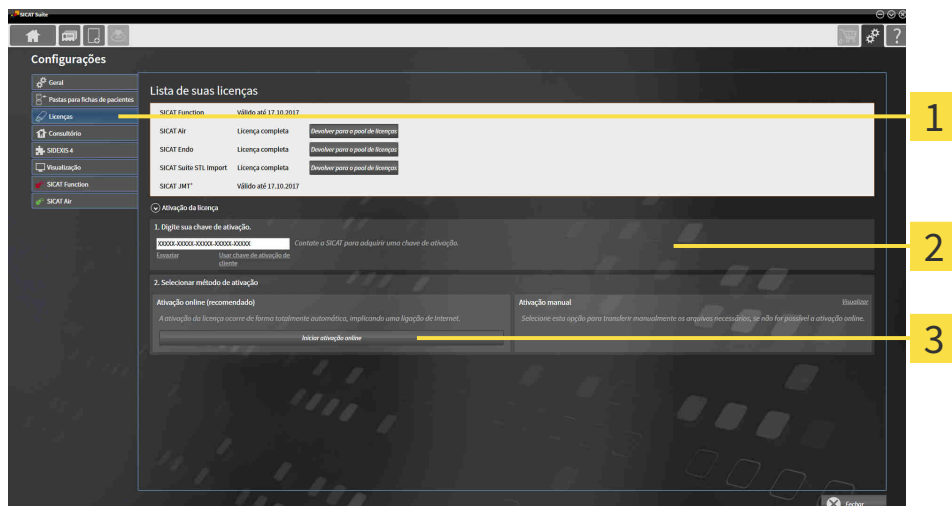 SICAT Suite
?
Configurações
Geral
Pastas para fichas de pacientes
Licenças
Consultório
SIDEXIS 4
Visualização
SICAT Function
SICAT Air
Lista de suas licenças
SICAT Function Válido até 17.10.2017
SICAT Air Licença completa Devolver para o pool de licenças
SICAT Endo Licença completa Devolver para o pool de licenças
SICAT Suite STL Import Licença completa Devolver para o pool de licenças
SICAT JMT⁺ Válido até 17.10.2017
Ativação da licença
1. Digite sua chave de ativação.
XXXXX-XXXXX-XXXXX-XXXXX-XXXXX Contate a SICAT para adquirir uma chave de ativação.
Esvaziar Usar chave de ativação de
cliente
2. Selecionar método de ativação
Ativação online (recomendado)
A ativação da licença ocorre de forma totalmente automática, implicando uma ligação de Internet.
Iniciar ativação online
Ativação manual Visualizar
Selecione esta opção para transferir manualmente os arquivos necessários, se não for possível a ativação online.
Fechar
1
2
3